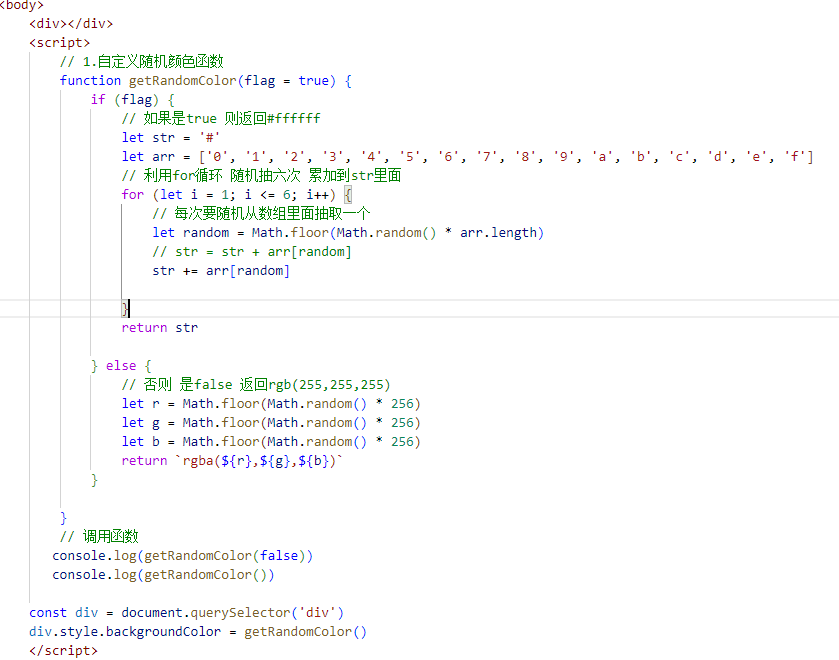 <body>
<div></div>
<script>
// 1.自定义随机颜色函数
function getRandomColor(flag = true) {
if (flag) {
// 如果是true 则返回#ffffff
let str = '#'
let arr = ['0', '1', '2', '3', '4', '5', '6', '7', '8', '9', 'a', 'b', 'c', 'd', 'e', 'f']
// 利用for循环 随机抽六次 累加到str里面
for (let i = 1; i <= 6; i++) {
// 每次要随机从数组里面抽取一个
let random = Math.floor(Math.random() * arr.length)
// str = str + arr[random]
str += arr[random]
}
return str
} else {
// 否则 是false 返回rgb(255,255,255)
let r = Math.floor(Math.random() * 256)
let g = Math.floor(Math.random() * 256)
let b = Math.floor(Math.random() * 256)
return `rgba(${r},${g},${b})`
}
}
// 调用函数
console.log(getRandomColor(false))
console.log(getRandomColor())
const div = document.querySelector('div')
div.style.backgroundColor = getRandomColor()
</script>